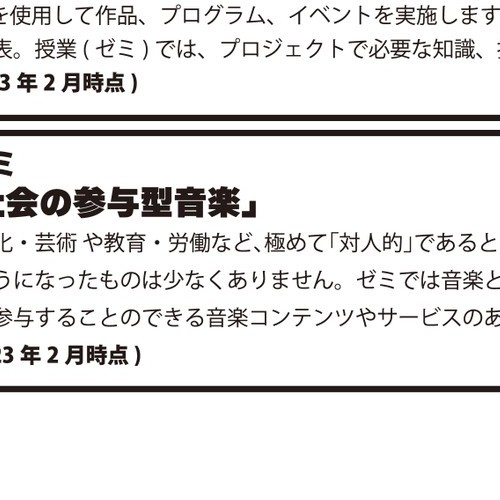 を使用して作品、プログラム、イベントを実施します
表。授業 ( ゼミ ) では、プロジェクトで必要な知識、
3 年 2 月時点 )
ミ
会の参与型音楽」
化・芸術 や教育・労働など、極めて「対人的」であると
うになったものは少なくありません。ゼミでは音楽と
参与することのできる音楽コンテンツやサービスのあ
23 年 2 月時点 )